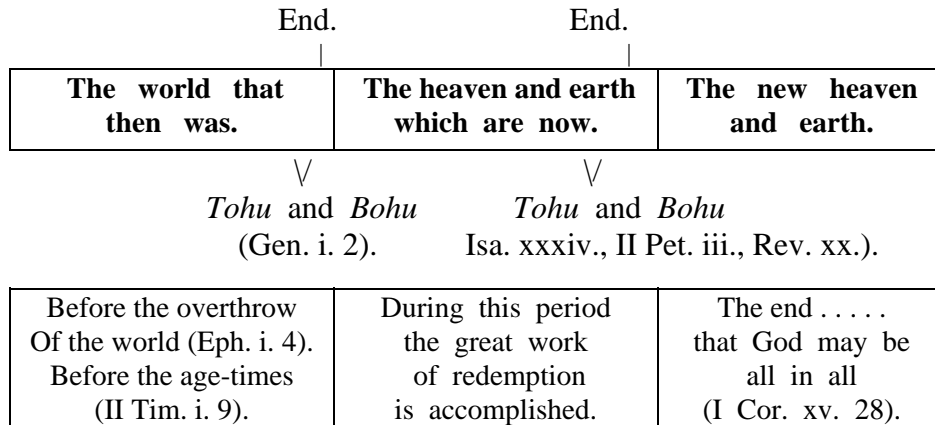 End. End.
The world that The heaven and earth The new heaven
then was. which are now. and earth.
Tohu and Bohu Tohu and Bohu
(Gen. i. 2). Isa. xxxiv., II Pet. iii., Rev. xx.).
Before the overthrow During this period The end . . . . .
Of the world (Eph. i. 4). the great work that God may be
Before the age-times of redemption all in all
(II Tim. i. 9). is accomplished. (I Cor. xv. 28).